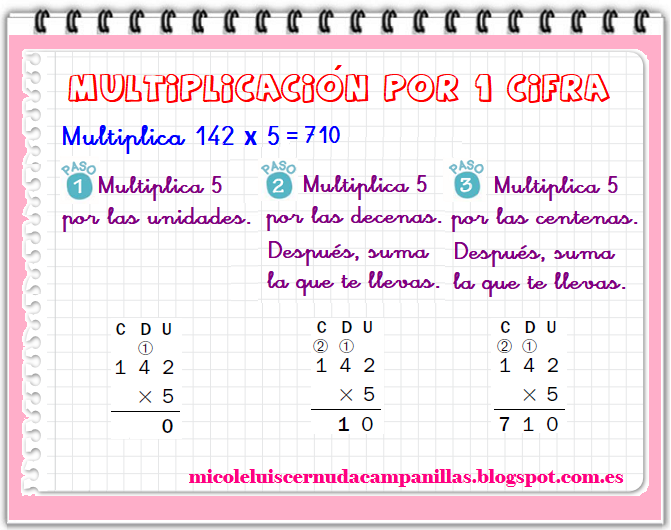 MULTIPLICACIÓN POR 1 CIFRA
Multiplica 142 x 5 = 710
PASO 1 Multiplica 5
por las unidades.
PASO 2 Multiplica 5
por las decenas.
Después, suma
la que te llevas.
PASO 3 Multiplica 5
por las centenas.
Después, suma
la que te llevas.
C D U
①
1 4 2
× 5
0
C D U
② ①
1 4 2
× 5
1 0
C D U
② ①
1 4 2
× 5
7 1 0
micoleluiscernudacampanillas.blogspot.com.es